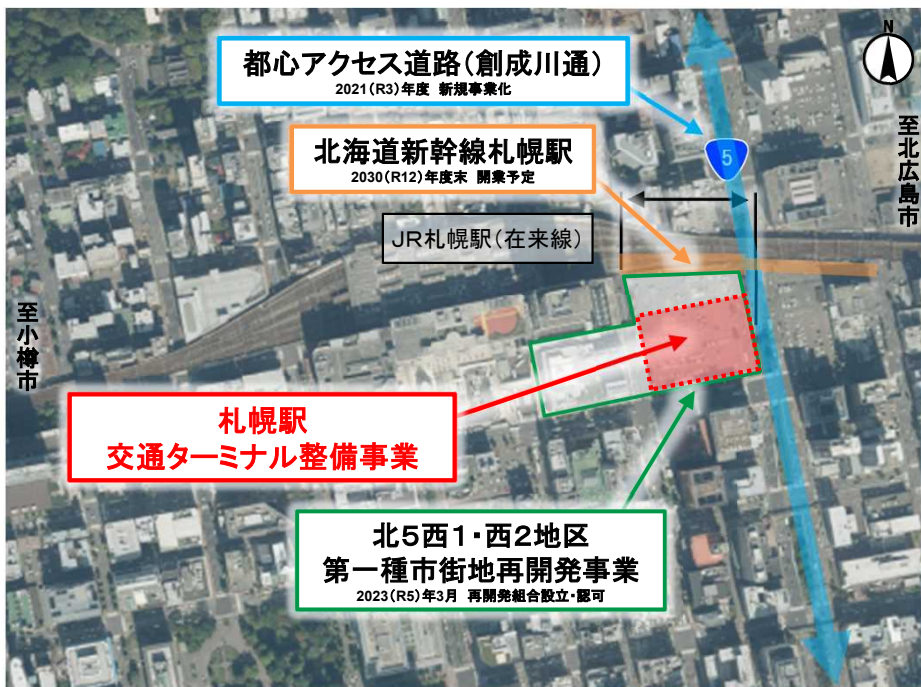 都心アクセス道路（創成川通）
2021（R3）年度 新規事業化
N
北海道新幹線札幌駅
2030（R12）年度末 開業予定
5
至北広島市
JR札幌駅（在来線）
至小樽市
札幌駅
交通ターミナル整備事業
北5西1・西2地区
第一種市街地再開発事業
2023（R5）年3月 再開発組合設立・認可